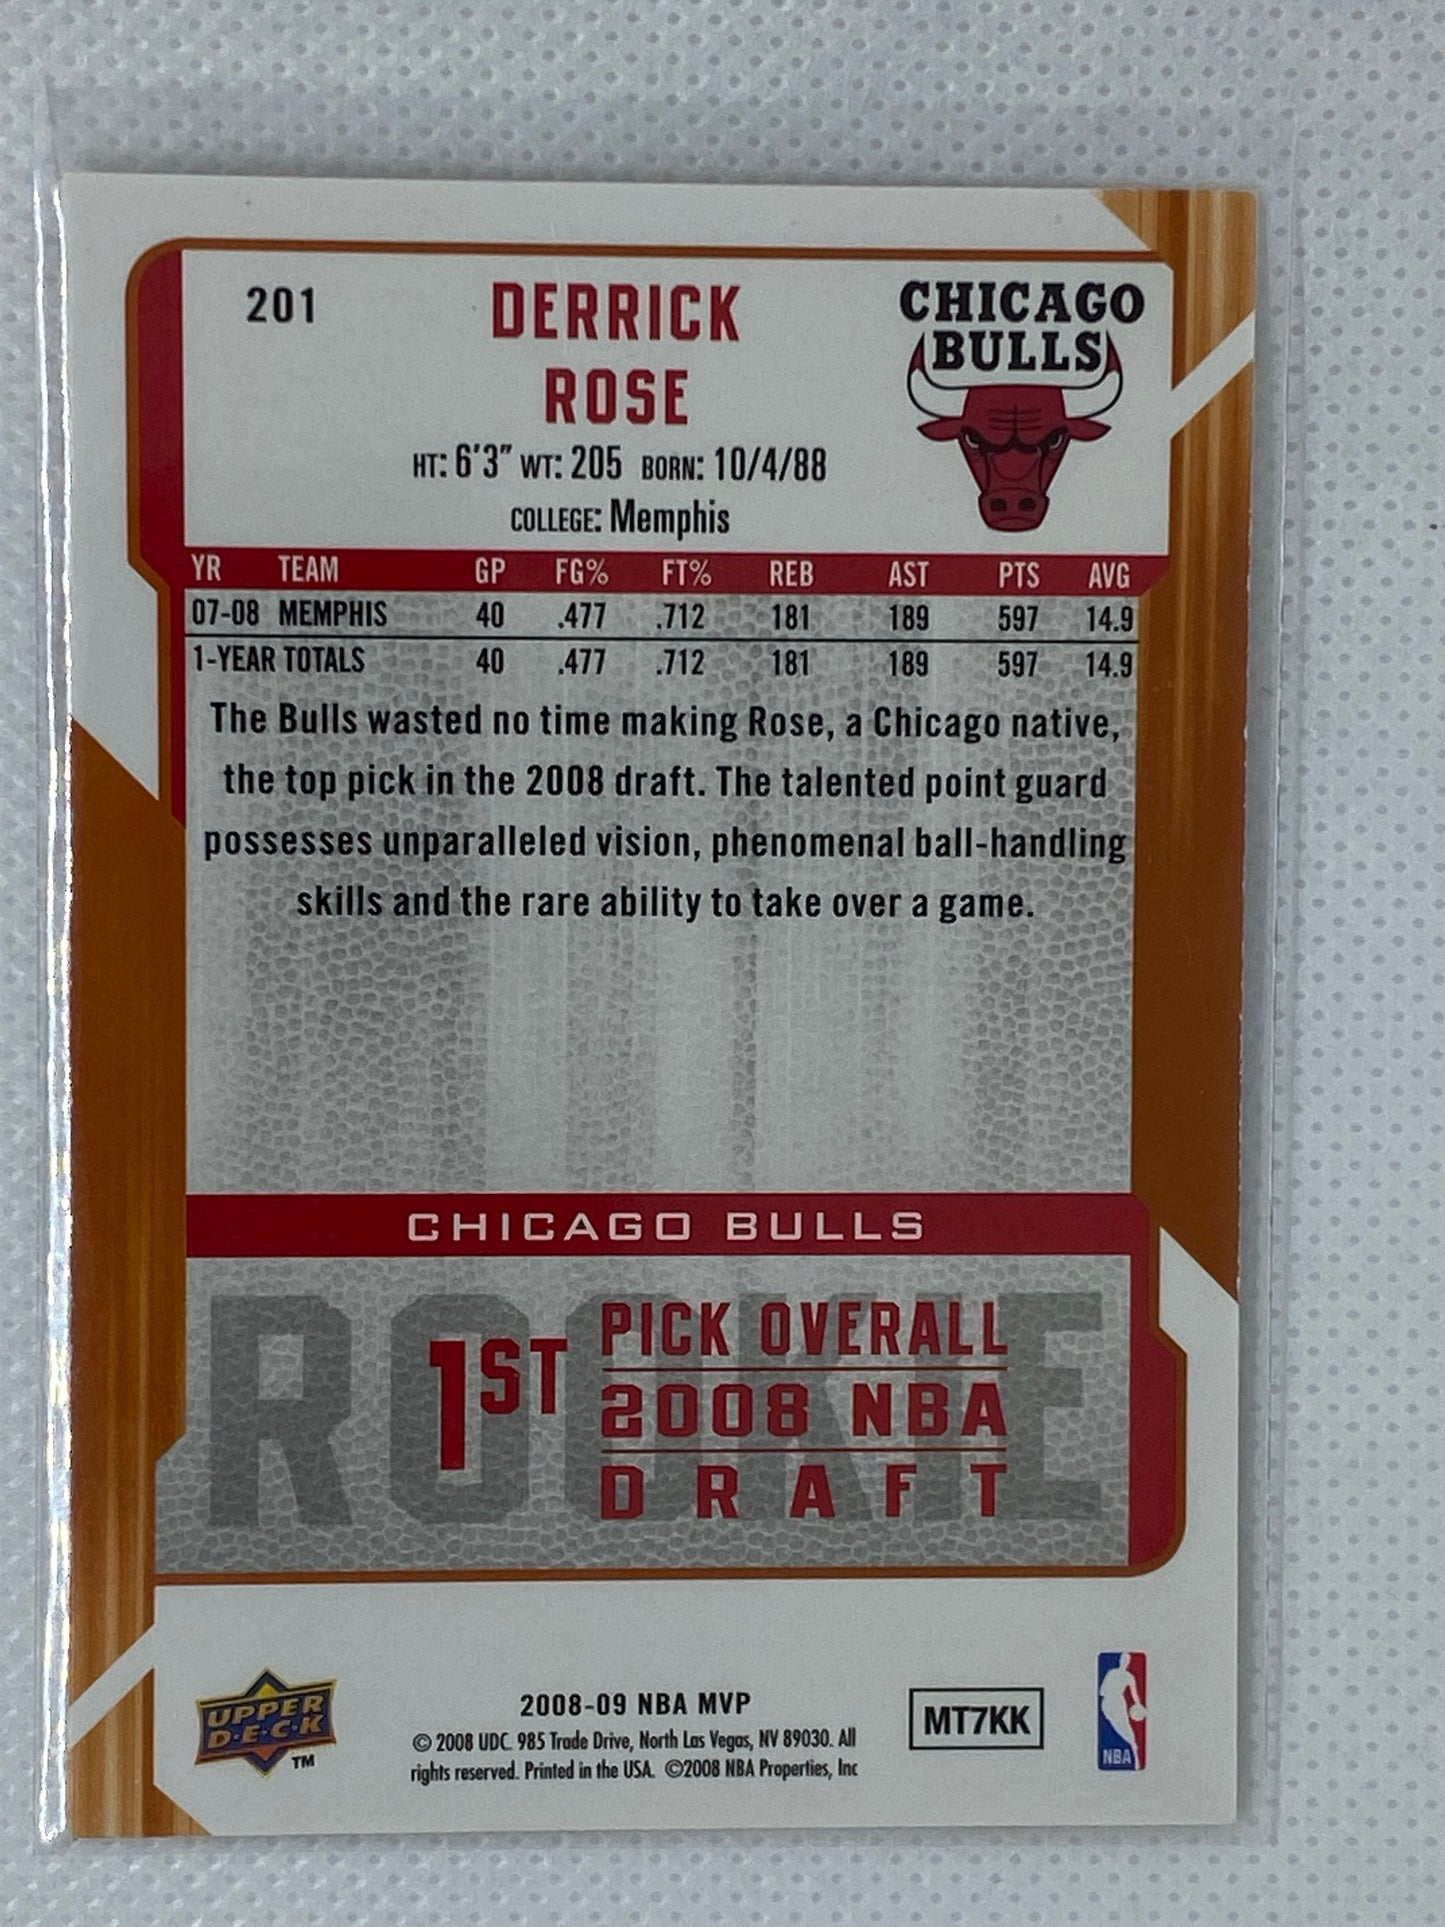 201
DERRICK
ROSE
HT: 6'3" WT: 205 BORN: 10/4/88
COLLEGE: Memphis
CHICAGO
BULLS
YR TEAM GP FG% FT% REB AST PTS AVG
07-08 MEMPHIS 40 .477 .712 181 189 597 14.9
1-YEAR TOTALS 40 .477 .712 181 189 597 14.9
The Bulls wasted no time making Rose, a Chicago native,
the top pick in the 2008 draft. The talented point guard
possesses unparalleled vision, phenomenal ball-handling
skills and the rare ability to take over a game.
CHICAGO BULLS
ROOKIE
1ST
PICK OVERALL
2008 NBA
DRAFT
UPPER
D·E·C·K
TM
2008-09 NBA MVP
© 2008 UDC. 985 Trade Drive, North Las Vegas, NV 89030. All
rights reserved. Printed in the USA. ©2008 NBA Properties, Inc
MT7KK
NBA